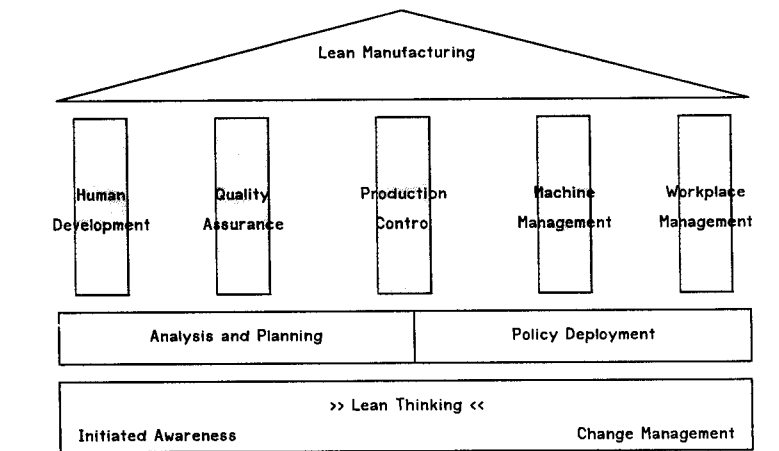 Lean Manufacturing
Human Quality Production Machine Workplace
Development Assurance Control Management Management
Analysis and Planning Policy Deployment
>> Lean Thinking <<
Initiated Awareness Change Management